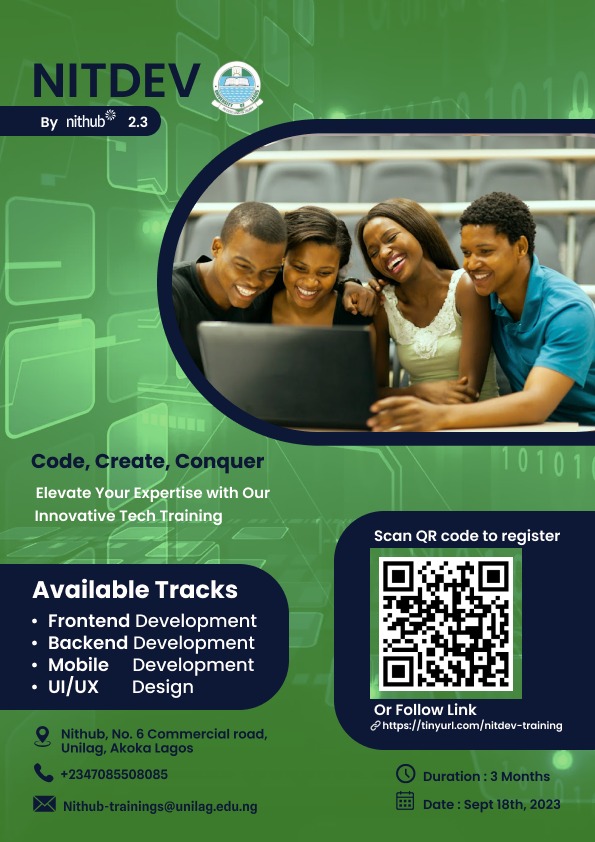 NITDEV
By nithub 2.3
Code, Create, Conquer
Elevate Your Expertise with Our
Innovative Tech Training
Available Tracks
• Frontend Development
• Backend Development
• Mobile Development
• UI/UX Design
Scan QR code to register
Or Follow Link
https://tinyurl.com/nitdev-training
Nithub, No. 6 Commercial road,
Unilag, Akoka Lagos
+2347085508085
Nithub-trainings@unilag.edu.ng
Duration : 3 Months
Date : Sept 18th, 2023